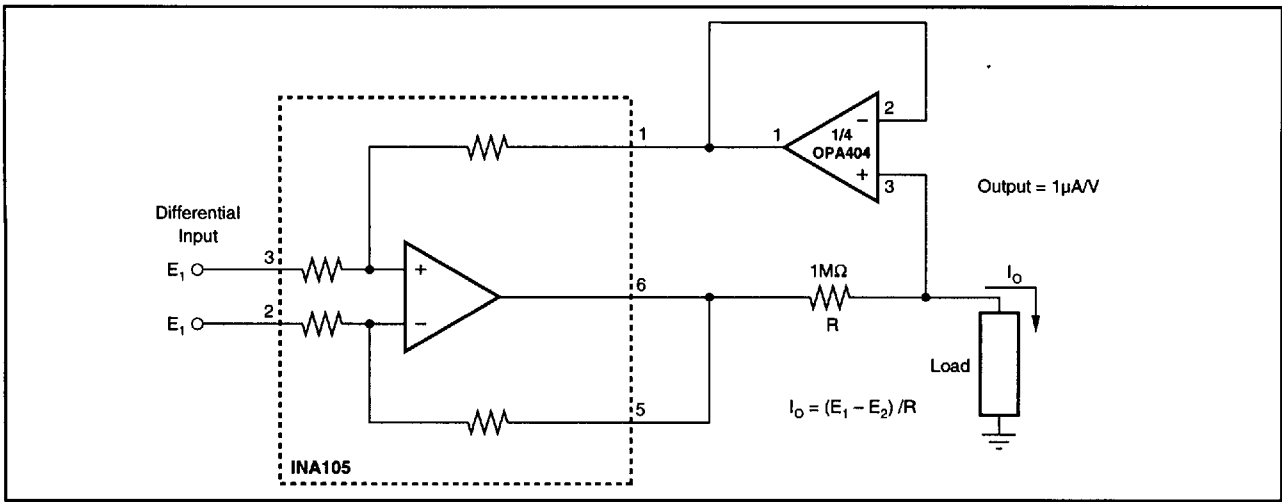 1
1
1/4
OPA404
−
2
+
3
Output = 1µA/V
Differential
Input
E1
3
+
6
1MΩ
R
IO
E1
2
−
Load
5
IO = (E1 − E2) /R
INA105